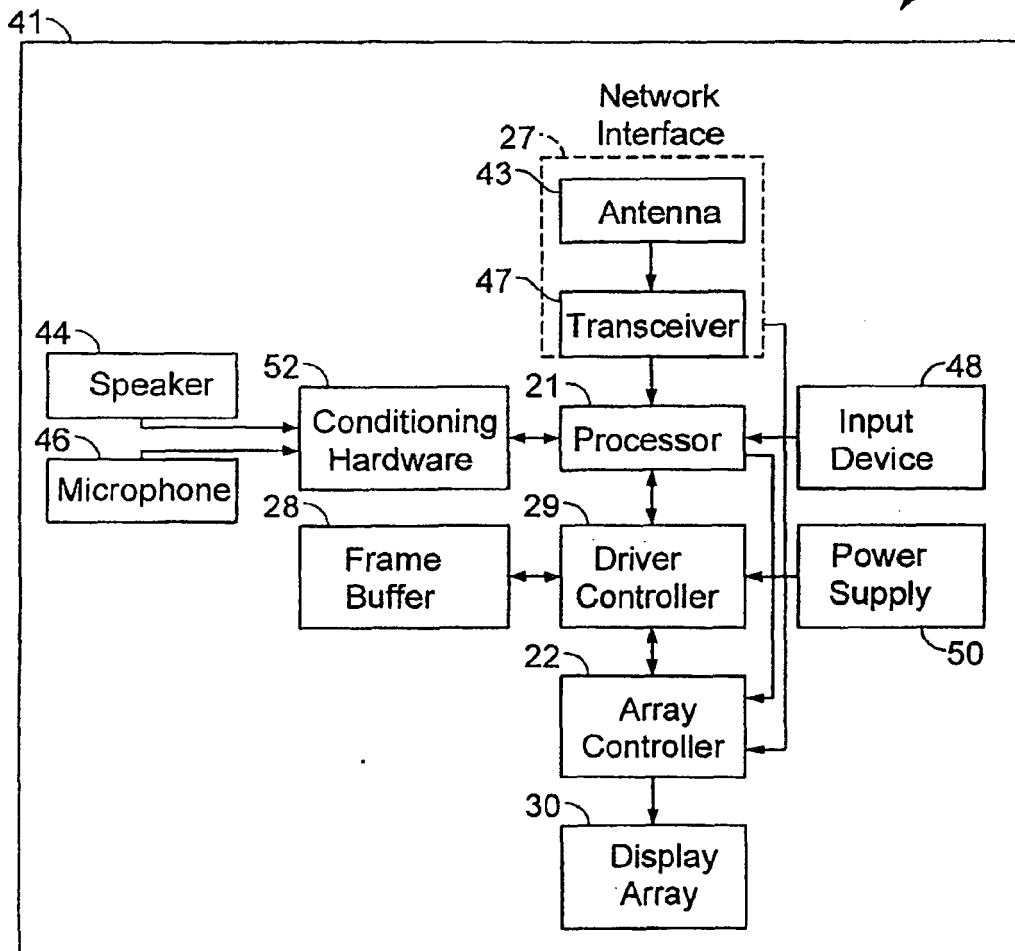 41
Network
Interface
27
43
Antenna
47
Transceiver
44
Speaker
52
Conditioning
Hardware
21
Processor
48
Input
Device
46
Microphone
28
Frame
Buffer
29
Driver
Controller
Power
Supply
50
22
Array
Controller
30
Display
Array